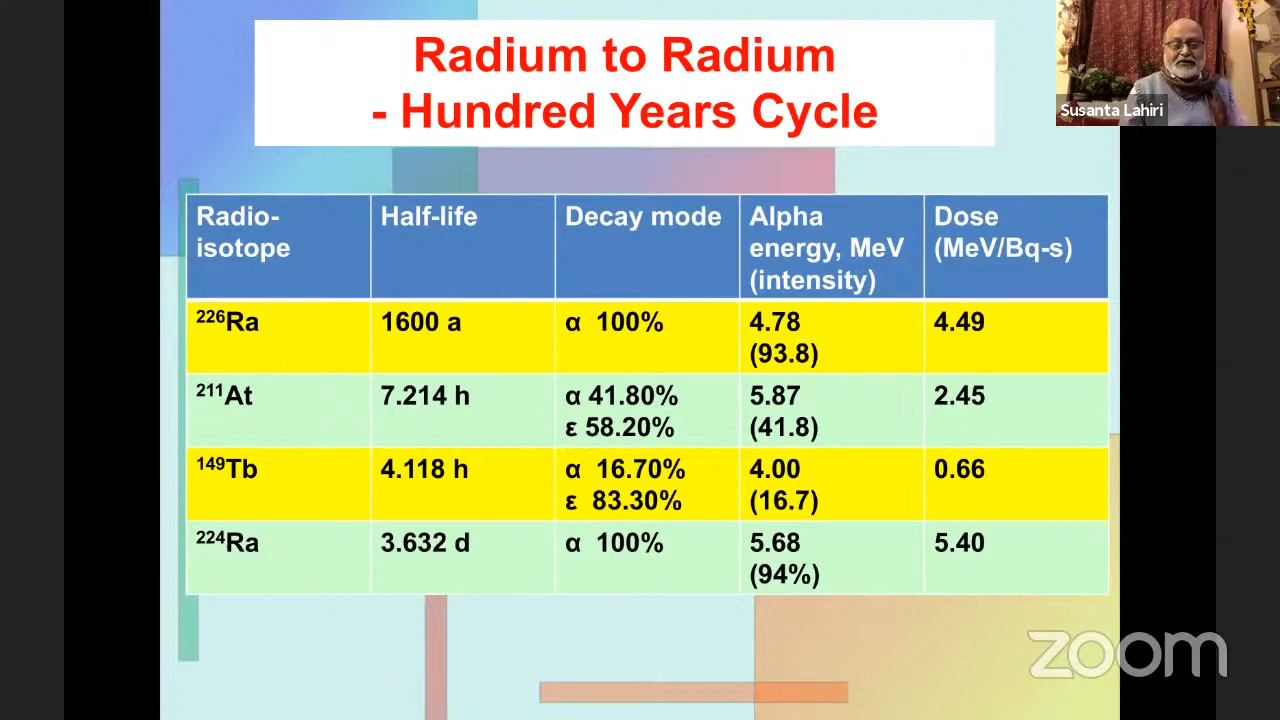 Radium to Radium
- Hundred Years Cycle
Susanta Lahiri
Radio-
isotope
Half-life
Decay mode
Alpha
energy, MeV
(intensity)
Dose
(MeV/Bq-s)
²²⁶Ra
1600 a
α 100%
4.78
(93.8)
4.49
²¹¹At
7.214 h
α 41.80%
ε 58.20%
5.87
(41.8)
2.45
¹⁴⁹Tb
4.118 h
α 16.70%
ε 83.30%
4.00
(16.7)
0.66
²²⁴Ra
3.632 d
α 100%
5.68
(94%)
5.40
zoom